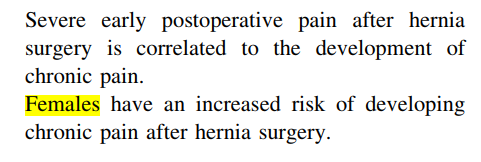 Severe early postoperative pain after hernia
surgery is correlated to the development of
chronic pain.
Females have an increased risk of developing
chronic pain after hernia surgery.